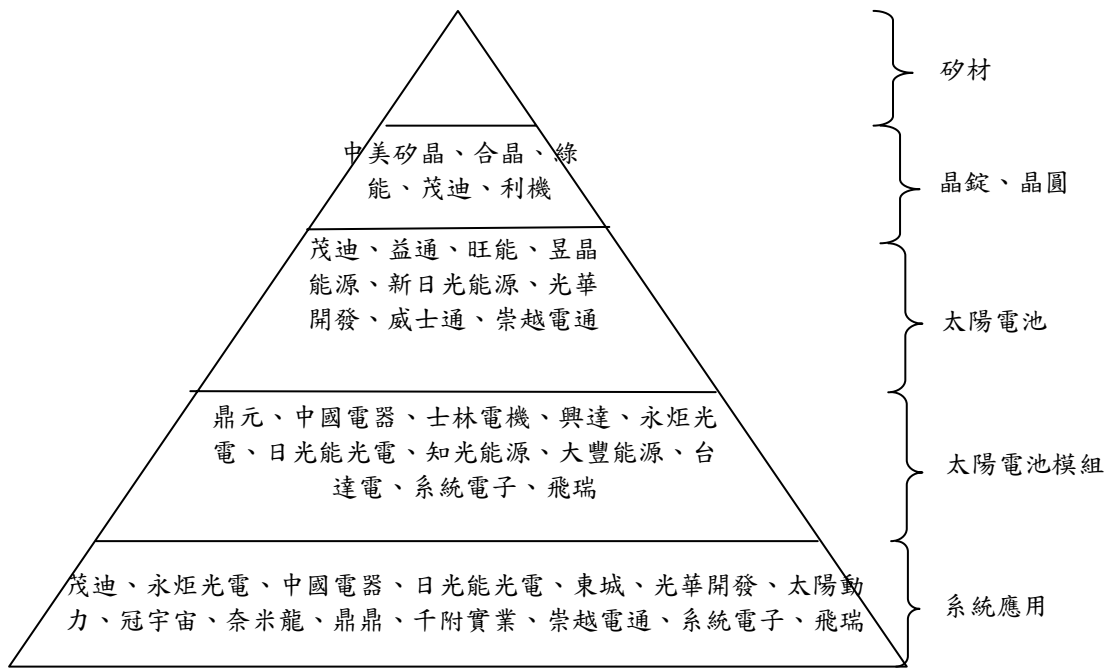 矽材
中美矽晶、合晶、綠
能、茂迪、利機
晶錠、晶圓
茂迪、益通、旺能、昱晶
能源、新日光能源、光華
開發、威士通、崇越電通
太陽電池
鼎元、中國電器、士林電機、興達、永炬光
電、日光能光電、知光能源、大豐能源、台
達電、系統電子、飛瑞
太陽電池模組
茂迪、永炬光電、中國電器、日光能光電、東城、光華開發、太陽動
力、冠宇宙、奈米龍、鼎鼎、千附實業、崇越電通、系統電子、飛瑞
系統應用